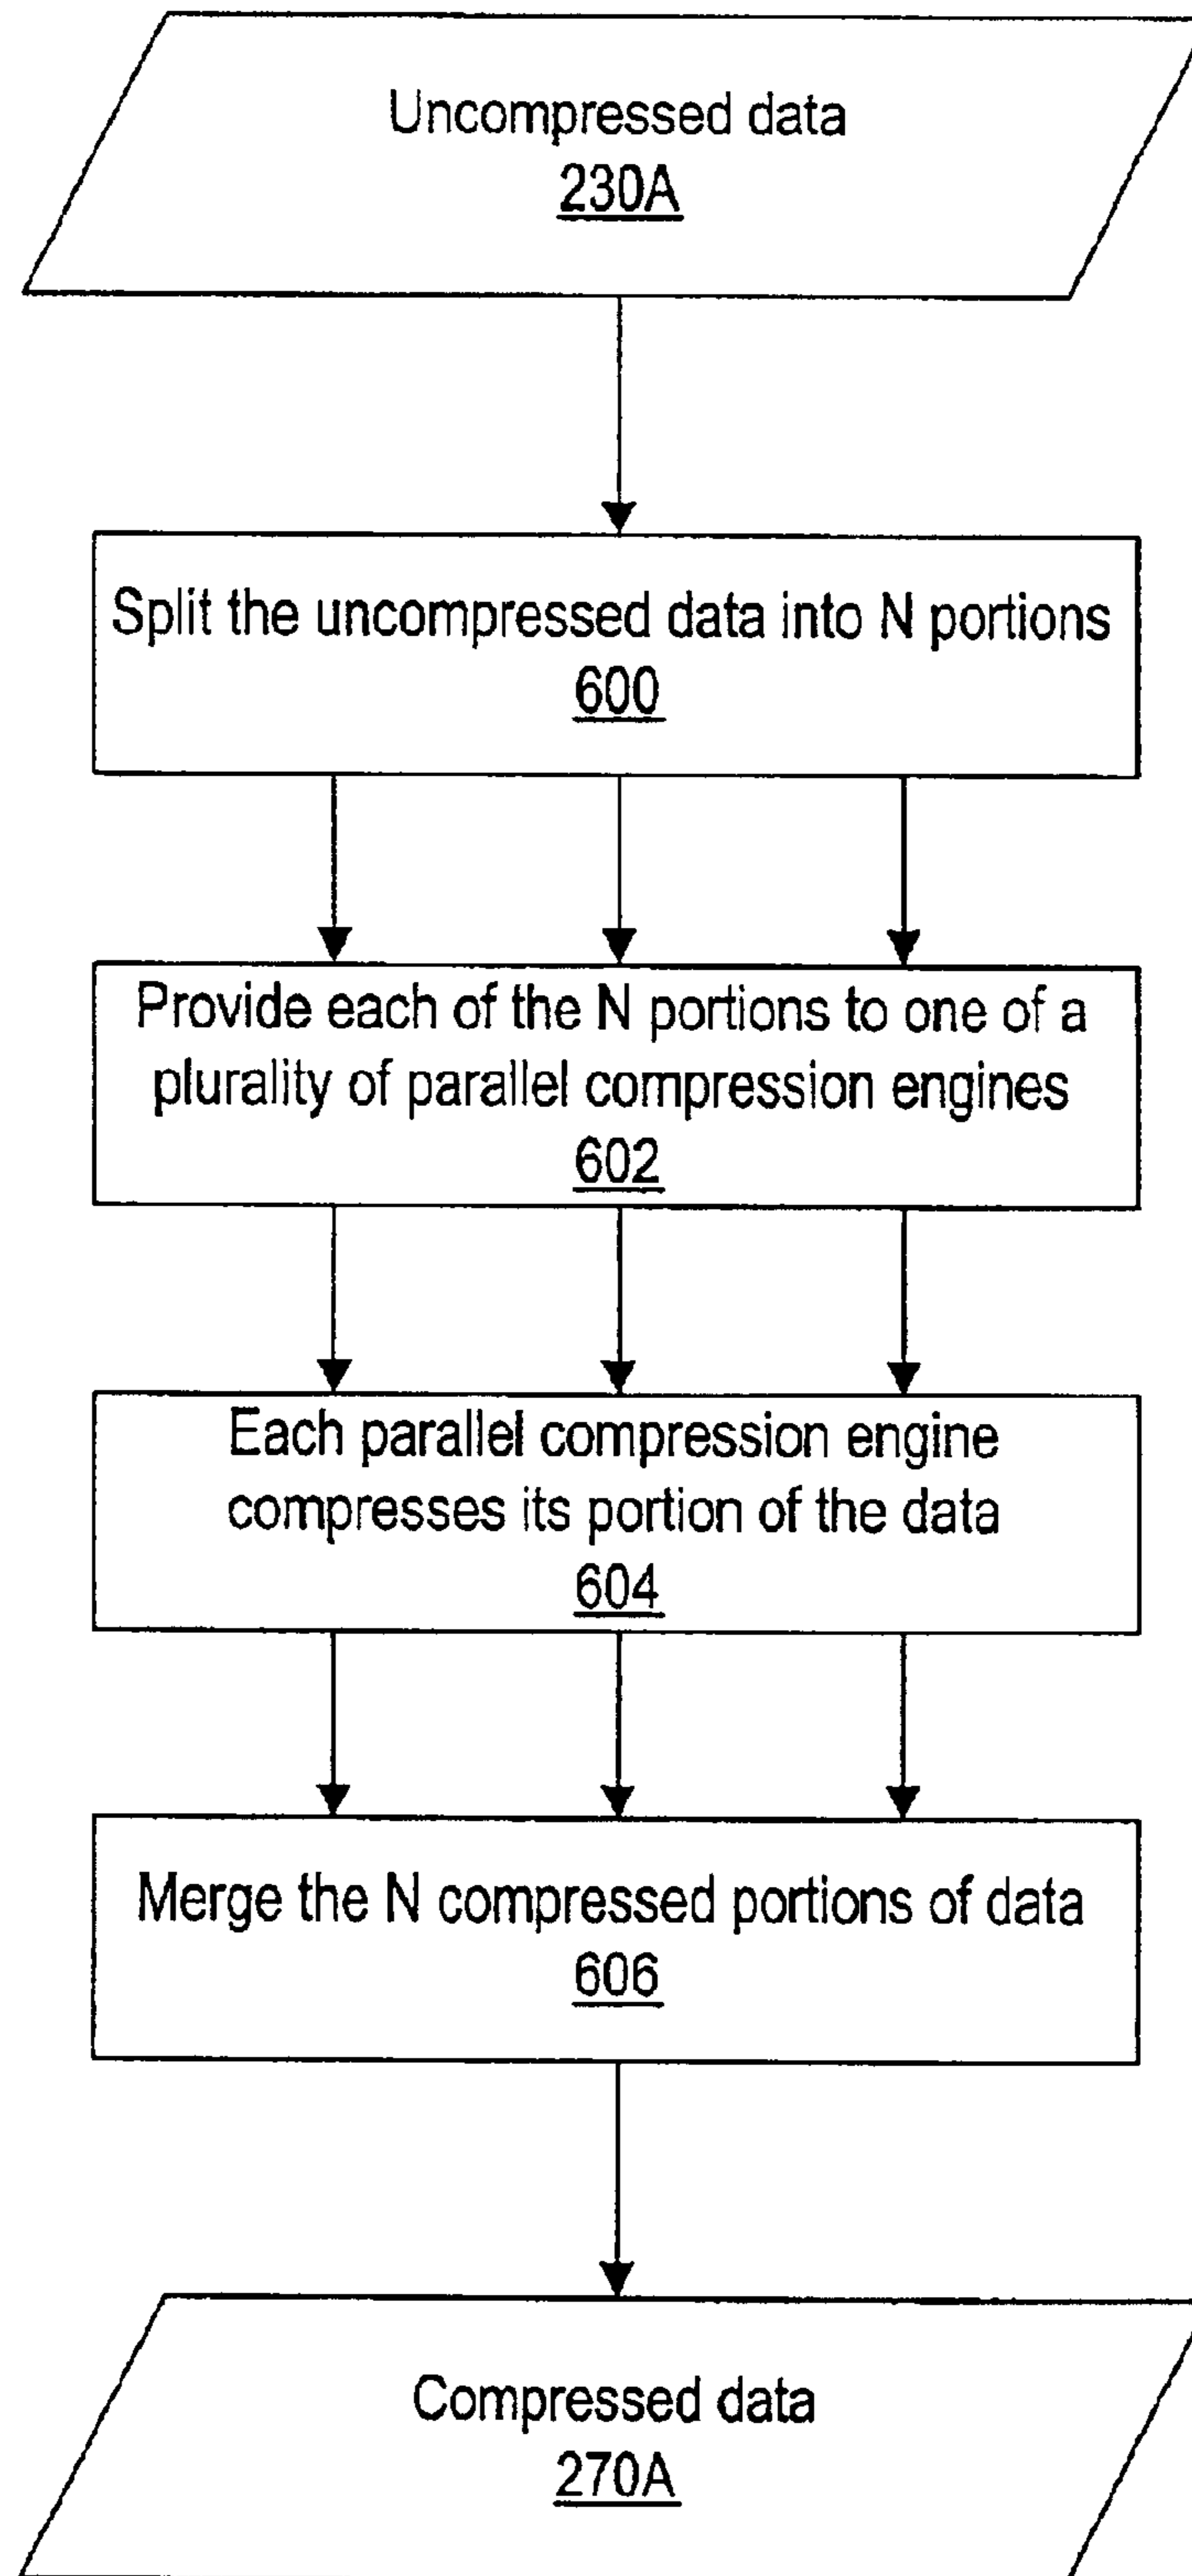 Uncompressed data
230A
Split the uncompressed data into N portions
600
Provide each of the N portions to one of a
plurality of parallel compression engines
602
Each parallel compression engine
compresses its portion of the data
604
Merge the N compressed portions of data
606
Compressed data
270A